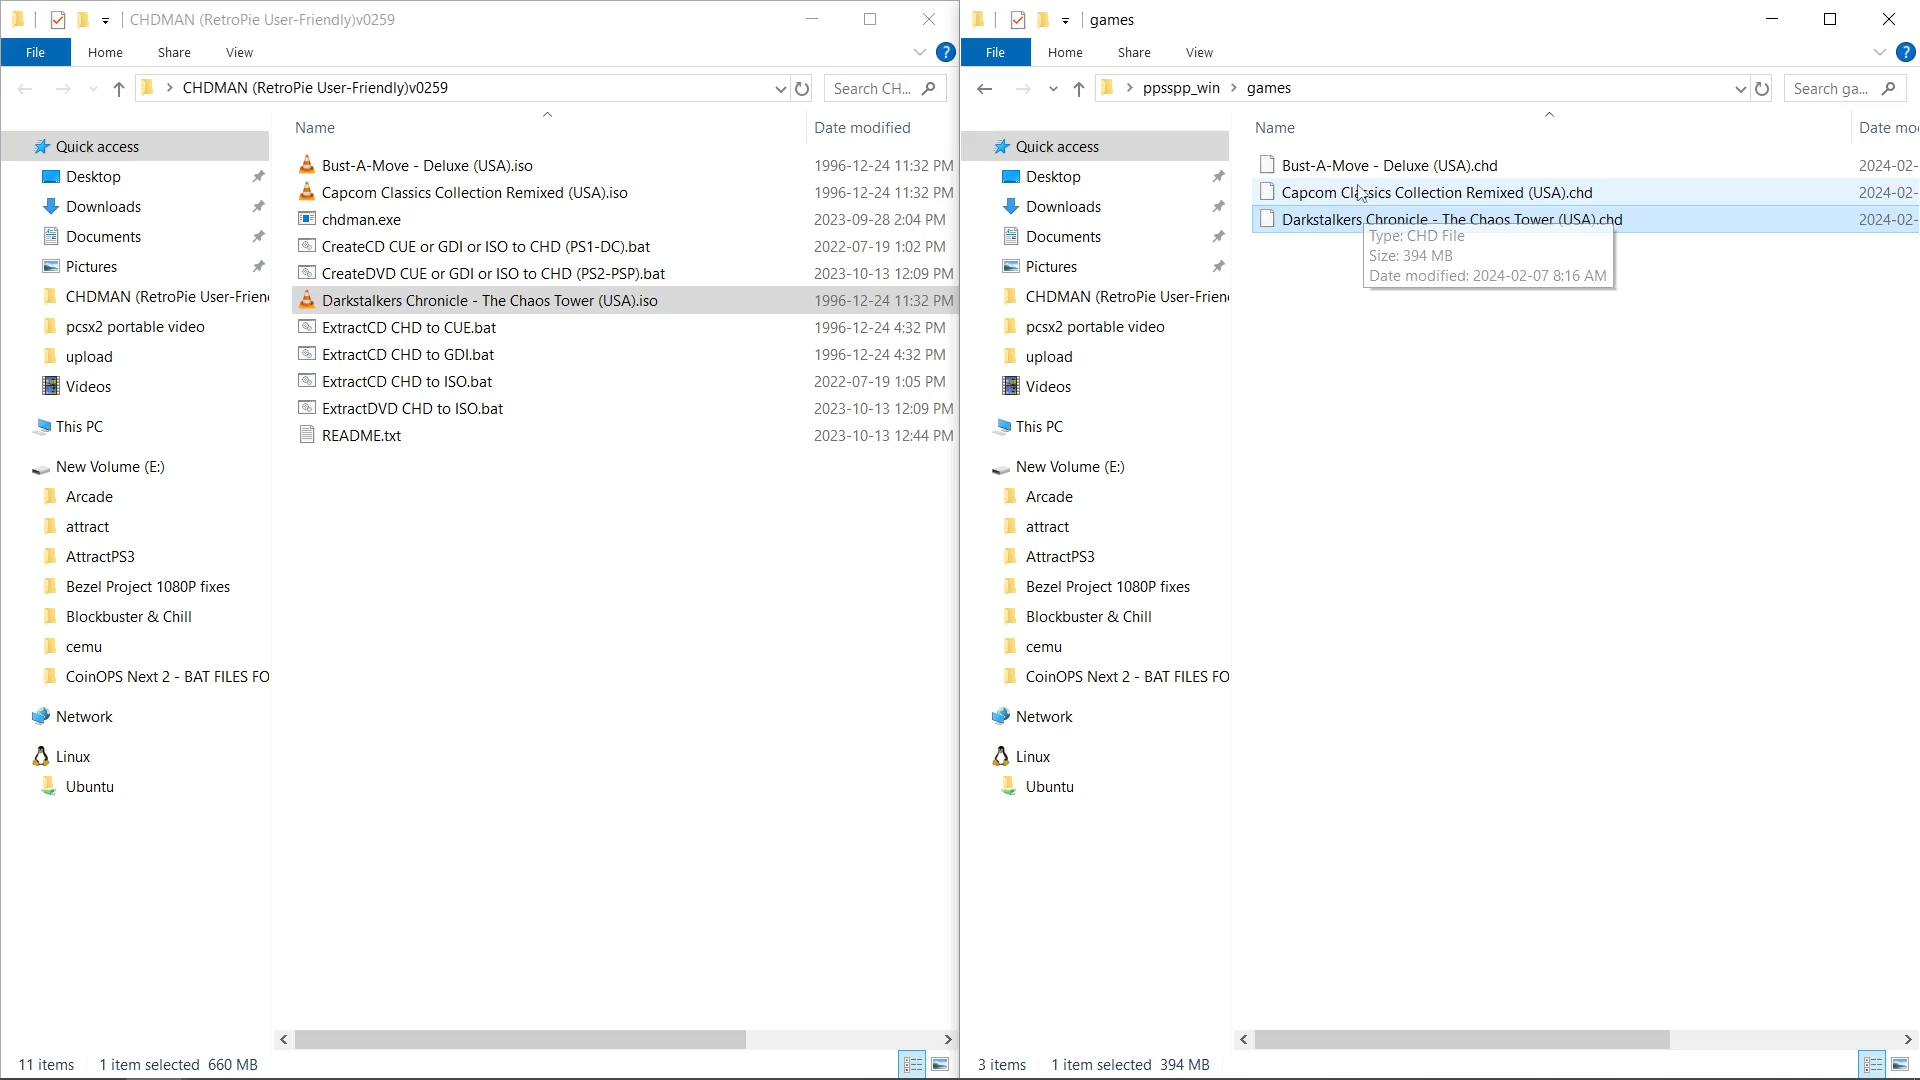 CHDMAN (RetroPie User-Friendly)v0259
File Home Share View
CHDMAN (RetroPie User-Friendly)v0259
Search CH...
Name Date modified
Quick access
Desktop
Downloads
Documents
Pictures
CHDMAN (RetroPie User-Frien
pcsx2 portable video
upload
Videos
This PC
New Volume (E:)
Arcade
attract
AttractPS3
Bezel Project 1080P fixes
Blockbuster & Chill
cemu
CoinOPS Next 2 - BAT FILES FO
Network
Linux
Ubuntu
Bust-A-Move - Deluxe (USA).iso 1996-12-24 11:32 PM
Capcom Classics Collection Remixed (USA).iso 1996-12-24 11:32 PM
chdman.exe 2023-09-28 2:04 PM
CreateCD CUE or GDI or ISO to CHD (PS1-DC).bat 2022-07-19 1:02 PM
CreateDVD CUE or GDI or ISO to CHD (PS2-PSP).bat 2023-10-13 12:09 PM
Darkstalkers Chronicle - The Chaos Tower (USA).iso 1996-12-24 11:32 PM
ExtractCD CHD to CUE.bat 1996-12-24 4:32 PM
ExtractCD CHD to GDI.bat 1996-12-24 4:32 PM
ExtractCD CHD to ISO.bat 2022-07-19 1:05 PM
ExtractDVD CHD to ISO.bat 2023-10-13 12:09 PM
README.txt 2023-10-13 12:44 PM
11 items 1 item selected 660 MB
games
File Home Share View
ppsspp_win > games
Search ga...
Name Date mo
Quick access
Desktop
Downloads
Documents
Pictures
CHDMAN (RetroPie User-Frien
pcsx2 portable video
upload
Videos
This PC
New Volume (E:)
Arcade
attract
AttractPS3
Bezel Project 1080P fixes
Blockbuster & Chill
cemu
CoinOPS Next 2 - BAT FILES FO
Network
Linux
Ubuntu
Bust-A-Move - Deluxe (USA).chd 2024-02-
Capcom Classics Collection Remixed (USA).chd 2024-02-
Darkstalkers Chronicle - The Chaos Tower (USA).chd 2024-02-
Type: CHD File
Size: 394 MB
Date modified: 2024-02-07 8:16 AM
3 items 1 item selected 394 MB